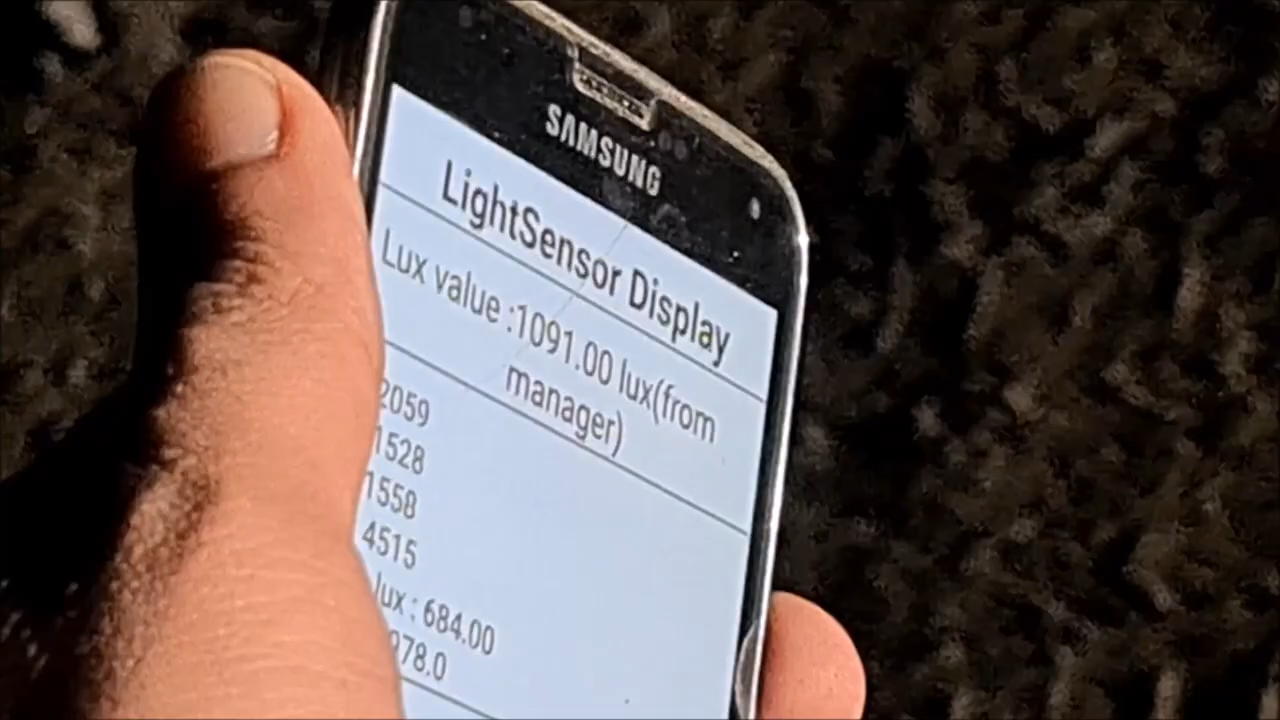 SAMSUNG
LightSensor Display
Lux value :1091.00 lux(from
manager)
2059
1528
1558
4515
lux : 684.00
978.0